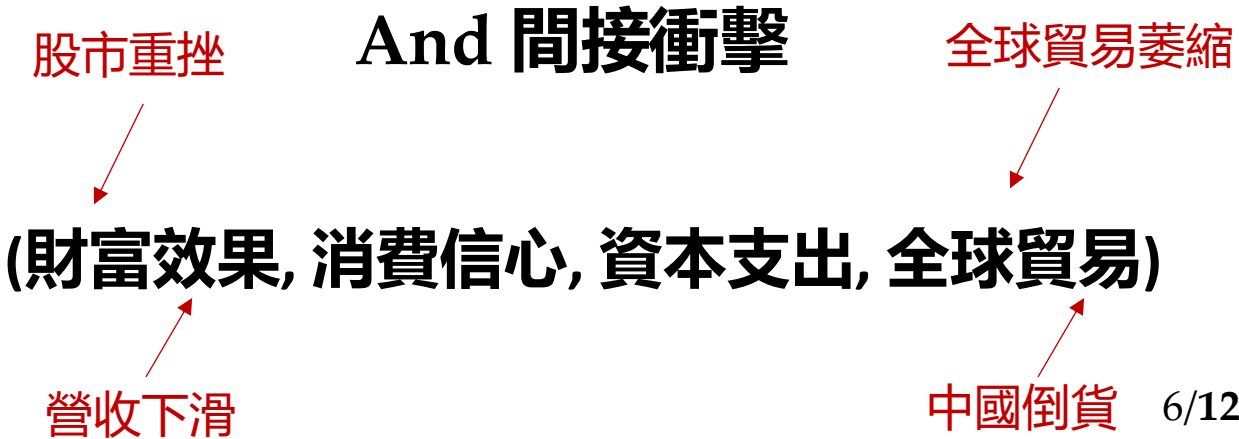 And 間接衝擊
股市重挫
全球貿易萎縮
(財富效果, 消費信心, 資本支出, 全球貿易)
營收下滑
中國倒貨
6/12